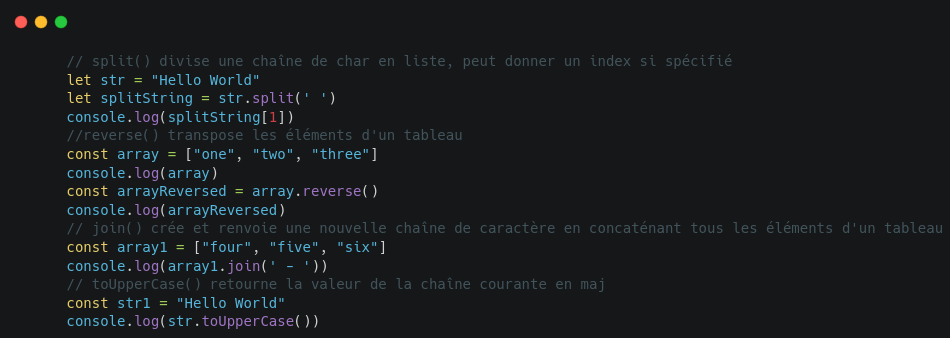 // split() divise une chaîne de char en liste, peut donner un index si spécifié
let str = "Hello World"
let splitString = str.split(' ')
console.log(splitString[1])
//reverse() transpose les éléments d'un tableau
const array = ["one", "two", "three"]
console.log(array)
const arrayReversed = array.reverse()
console.log(arrayReversed)
// join() crée et renvoie une nouvelle chaîne de caractère en concaténant tous les éléments d'un tableau
const array1 = ["four", "five", "six"]
console.log(array1.join(' - '))
// toUpperCase() retourne la valeur de la chaîne courante en maj
const str1 = "Hello World"
console.log(str.toUpperCase())